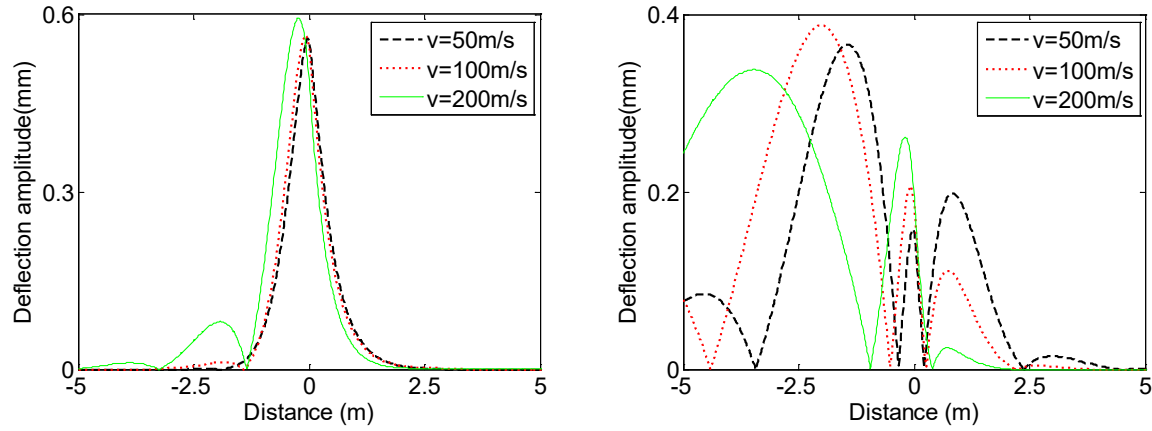 0.6
0.3
0
Deflection amplitude(mm)
-5
-2.5
0
2.5
5
Distance (m)
v=50m/s
v=100m/s
v=200m/s
0.4
0.2
0
Deflection amplitude(mm)
-5
-2.5
0
2.5
5
Distance (m)
v=50m/s
v=100m/s
v=200m/s